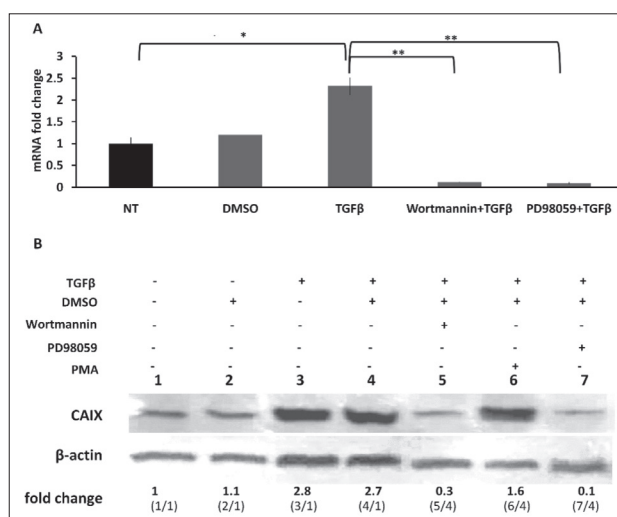 A
*
**
**
mRNA fold change
3
2.5
2
1.5
1
0.5
0
NT DMSO TGFβ Wortmannin+TGFβ PD98059+TGFβ
B
TGFβ - - + + + + +
DMSO - + - + + + +
Wortmannin - - - - + - -
PD98059 - - - - - - +
PMA - - - - - + -
1 2 3 4 5 6 7
CAIX
β-actin
fold change 1 1.1 2.8 2.7 0.3 1.6 0.1
(1/1) (2/1) (3/1) (4/1) (5/4) (6/4) (7/4)